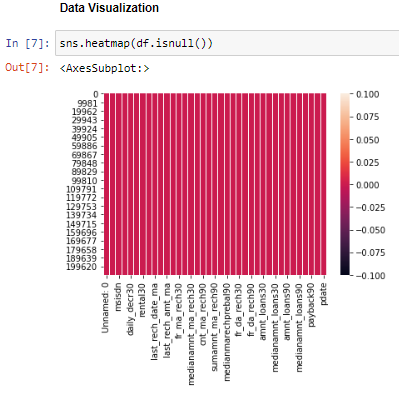 Data Visualization
In [7]: sns.heatmap(df.isnull())
Out[7]: <AxesSubplot:>
0
9981
19962
29943
39924
49905
59886
69867
79848
89829
99810
109791
119772
129753
139734
149715
159696
169677
179658
189639
199620
0.100
0.075
0.050
0.025
0.000
−0.025
−0.050
−0.075
−0.100
Unnamed: 0
msisdn
daily_decr30
rental30
last_rech_date_ma
last_rech_amt_ma
fr_ma_rech30
medianamnt_ma_rech30
cnt_ma_rech90
sumamnt_ma_rech90
medianmarechprebal90
fr_da_rech30
fr_da_rech90
amnt_loans30
medianamnt_loans30
amnt_loans90
medianamnt_loans90
payback90
pdate